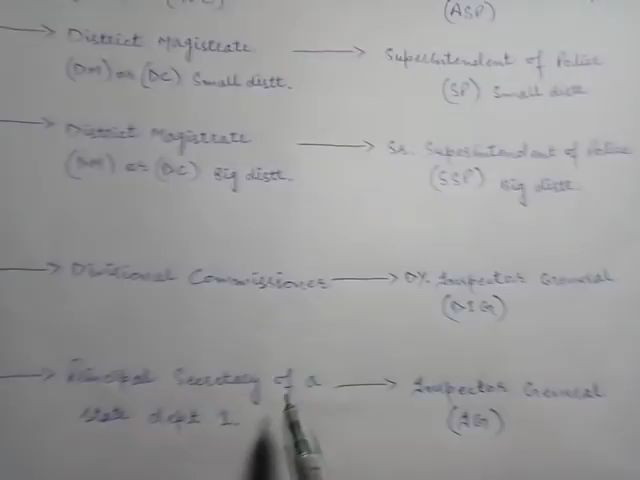 (ASP)
District Magistrate → Superintendent of Police
(DM) or (DC) Small distt. (SP) Small distt
District Magistrate → Sr. Superintendent of Police
(DM) or (DC) Big distt. (SSP) Big distt.
Divisional Commissioner → Dy. Inspector General
(DIG)
Principal Secretary of a → Inspector General
state dept I. (IG)